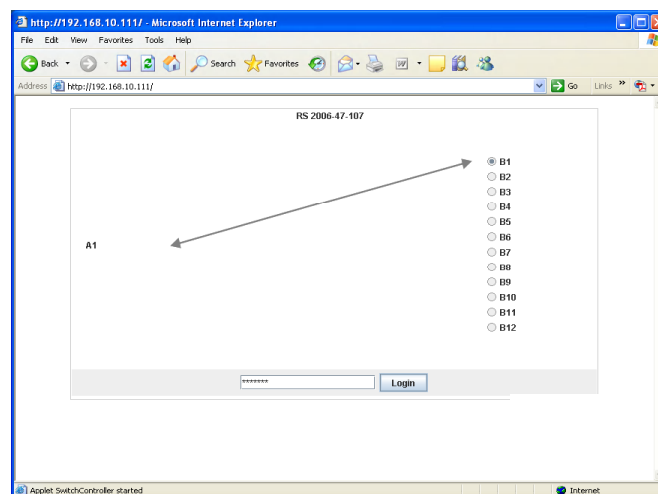 http://192.168.10.111/ - Microsoft Internet Explorer
File Edit View Favorites Tools Help
Back Search Favorites
Address http://192.168.10.111/ Go Links »
RS 2006-47-107
B1
B2
B3
B4
B5
B6
A1
B7
B8
B9
B10
B11
B12
******* Login
Applet SwitchController started Internet